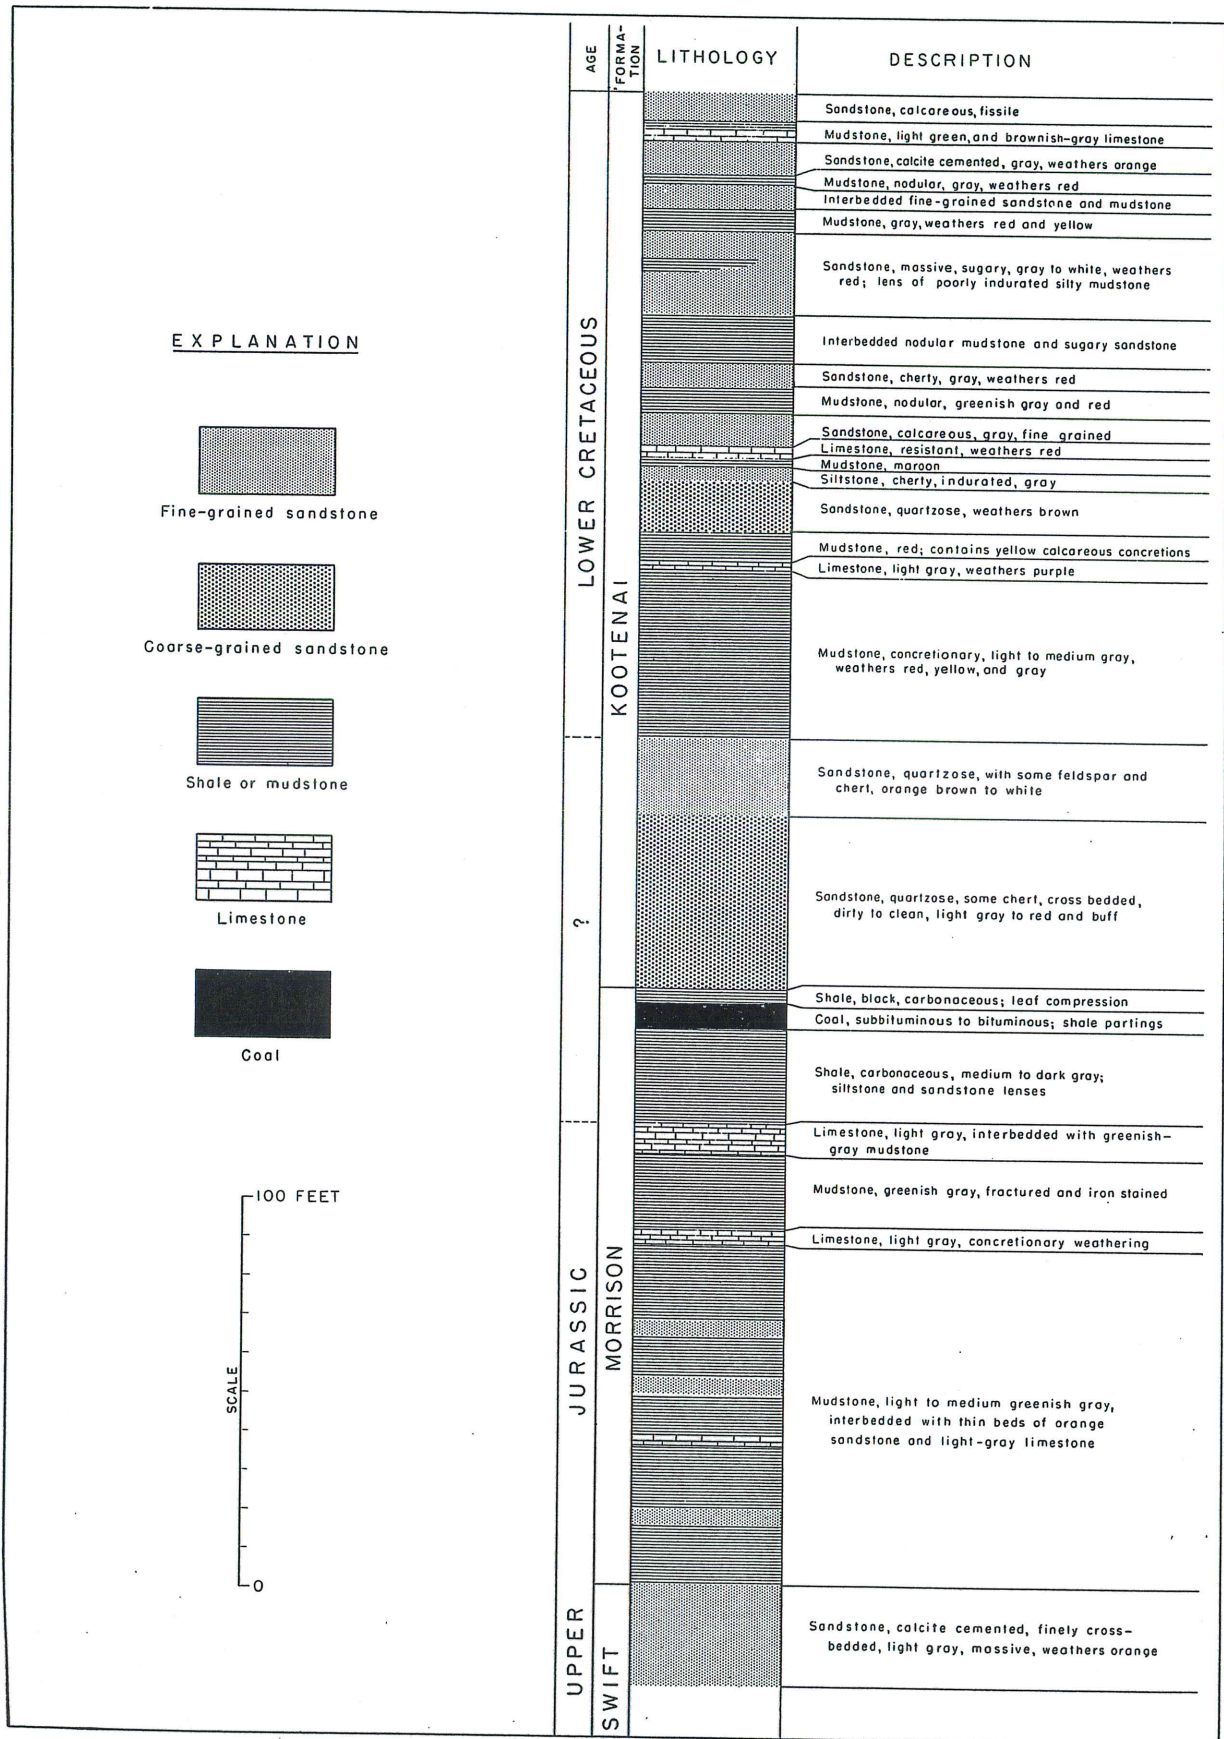 AGE
'FORMA-
TION
LITHOLOGY
DESCRIPTION
EXPLANATION
Fine-grained sandstone
Coarse-grained sandstone
Shale or mudstone
Limestone
Coal
100 FEET
SCALE
0
LOWER CRETACEOUS
?
UPPER JURASSIC
KOOTENAI
MORRISON
SWIFT
Sandstone, calcareous, fissile
Mudstone, light green, and brownish-gray limestone
Sandstone, calcite cemented, gray, weathers orange
Mudstone, nodular, gray, weathers red
Interbedded fine-grained sandstone and mudstone
Mudstone, gray, weathers red and yellow
Sandstone, massive, sugary, gray to white, weathers
red; lens of poorly indurated silty mudstone
Interbedded nodular mudstone and sugary sandstone
Sandstone, cherty, gray, weathers red
Mudstone, nodular, greenish gray and red
Sandstone, calcareous, gray, fine grained
Limestone, resistant, weathers red
Mudstone, maroon
Siltstone, cherty, indurated, gray
Sandstone, quartzose, weathers brown
Mudstone, red; contains yellow calcareous concretions
Limestone, light gray, weathers purple
Mudstone, concretionary, light to medium gray,
weathers red, yellow, and gray
Sandstone, quartzose, with some feldspar and
chert, orange brown to white
Sandstone, quartzose, some chert, cross bedded,
dirty to clean, light gray to red and buff
Shale, black, carbonaceous; leaf compression
Coal, subbituminous to bituminous; shale partings
Shale, carbonaceous, medium to dark gray;
siltstone and sandstone lenses
Limestone, light gray, interbedded with greenish-
gray mudstone
Mudstone, greenish gray, fractured and iron stained
Limestone, light gray, concretionary weathering
Mudstone, light to medium greenish gray,
interbedded with thin beds of orange
sandstone and light-gray limestone
Sandstone, calcite cemented, finely cross-
bedded, light gray, massive, weathers orange